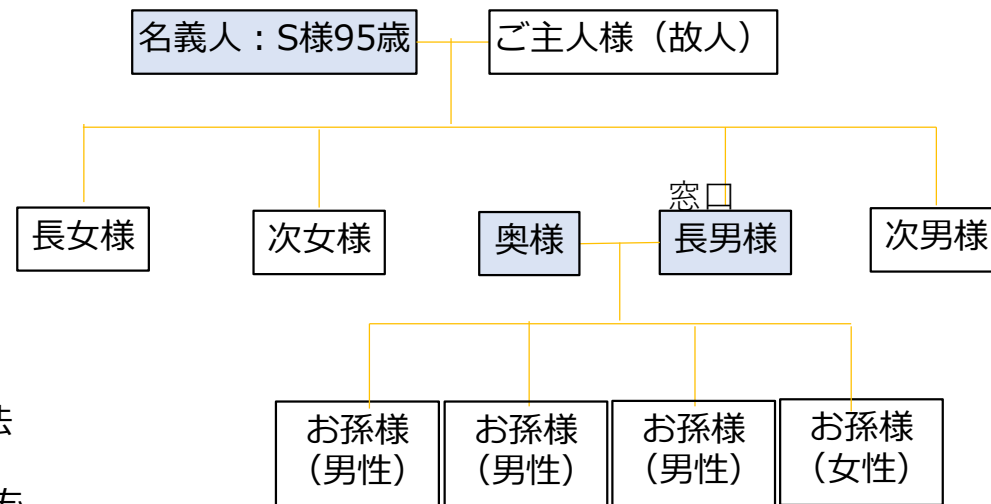 名義人：S様95歳
ご主人様（故人）
窓口
長女様
次女様
奥様
長男様
次男様
法
お孫様
（男性）
お孫様
（男性）
お孫様
（男性）
お孫様
（女性）